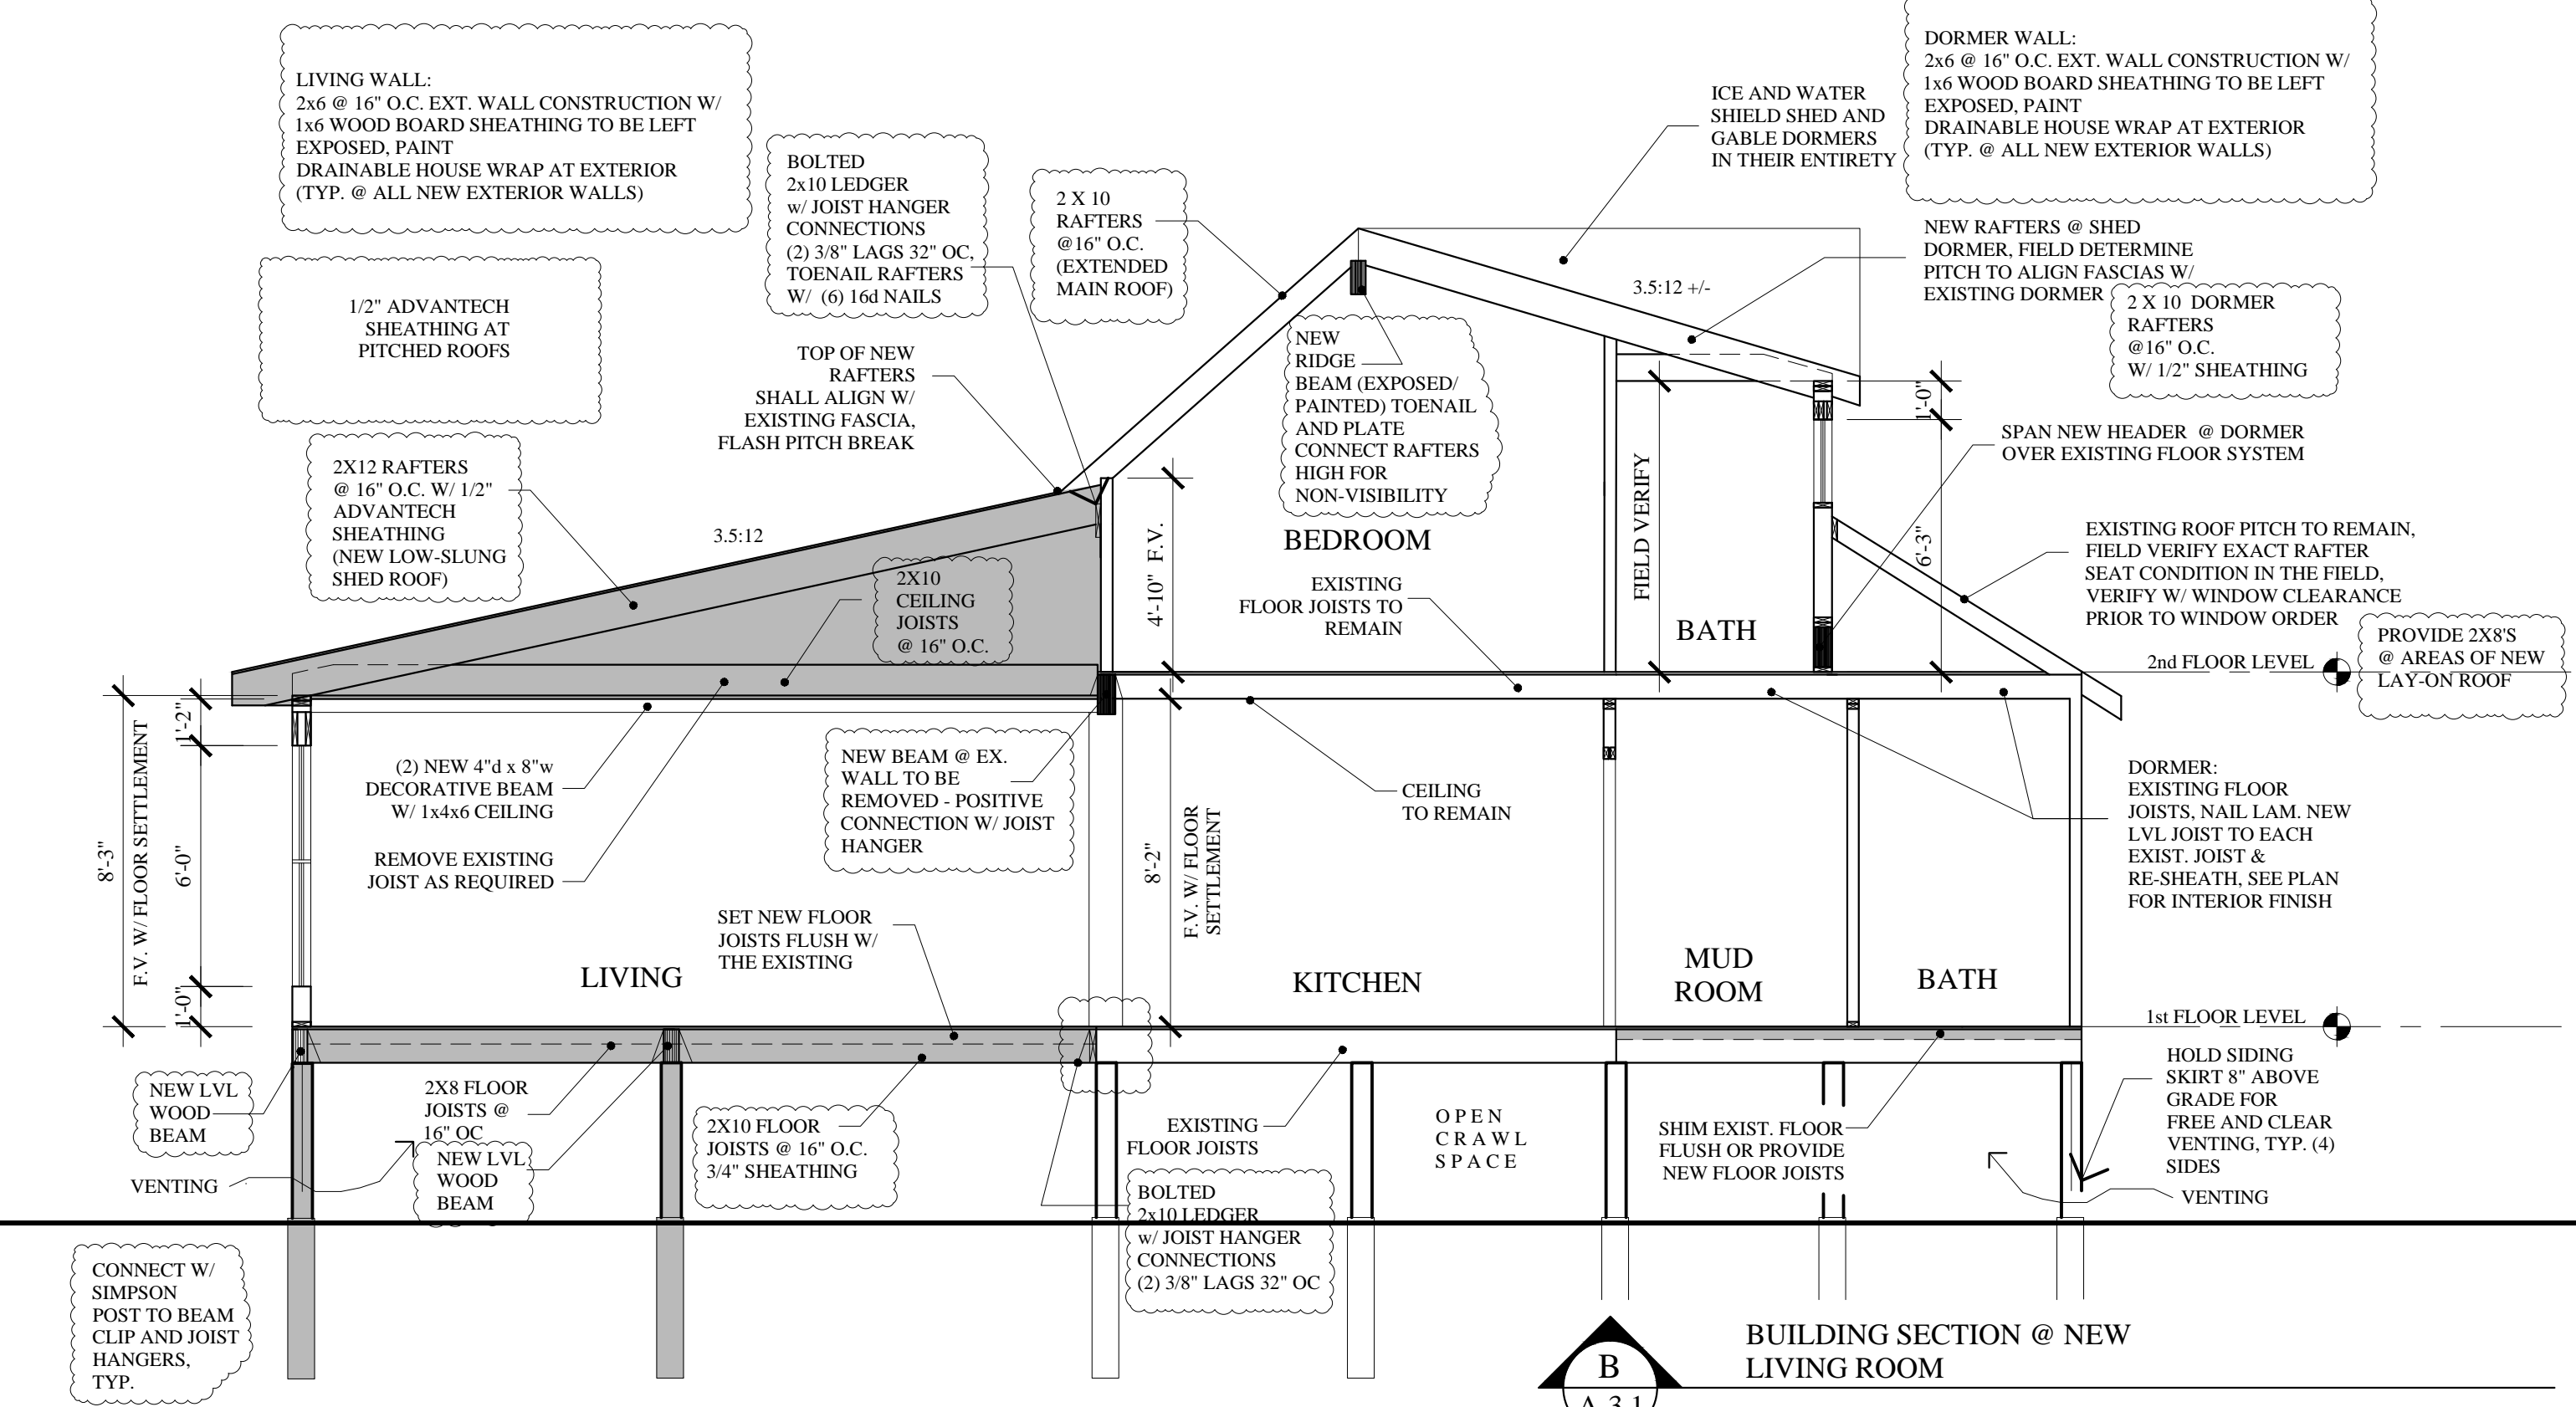 LIVING WALL:
2x6 @ 16" O.C. EXT. WALL CONSTRUCTION W/
1x6 WOOD BOARD SHEATHING TO BE LEFT
EXPOSED, PAINT
DRAINABLE HOUSE WRAP AT EXTERIOR
(TYP. @ ALL NEW EXTERIOR WALLS)
1/2" ADVANTECH
SHEATHING AT
PITCHED ROOFS
2X12 RAFTERS
@ 16" O.C. W/ 1/2"
ADVANTECH
SHEATHING
(NEW LOW-SLUNG
SHED ROOF)
BOLTED
2x10 LEDGER
w/ JOIST HANGER
CONNECTIONS
(2) 3/8" LAGS 32" OC,
TOENAIL RAFTERS
W/ (6) 16d NAILS
TOP OF NEW
RAFTERS
SHALL ALIGN W/
EXISTING FASCIA,
FLASH PITCH BREAK
2 X 10
RAFTERS
@16" O.C.
(EXTENDED
MAIN ROOF)
NEW
RIDGE
BEAM (EXPOSED/
PAINTED) TOENAIL
AND PLATE
CONNECT RAFTERS
HIGH FOR
NON-VISIBILITY
ICE AND WATER
SHIELD SHED AND
GABLE DORMERS
IN THEIR ENTIRETY
DORMER WALL:
2x6 @ 16" O.C. EXT. WALL CONSTRUCTION W/
1x6 WOOD BOARD SHEATHING TO BE LEFT
EXPOSED, PAINT
DRAINABLE HOUSE WRAP AT EXTERIOR
(TYP. @ ALL NEW EXTERIOR WALLS)
NEW RAFTERS @ SHED
DORMER, FIELD DETERMINE
PITCH TO ALIGN FASCIAS W/
EXISTING DORMER
2 X 10 DORMER
RAFTERS
@16" O.C.
W/ 1/2" SHEATHING
3.5:12 +/-
3.5:12
1'-0"
SPAN NEW HEADER @ DORMER
OVER EXISTING FLOOR SYSTEM
6'-3"
EXISTING ROOF PITCH TO REMAIN,
FIELD VERIFY EXACT RAFTER
SEAT CONDITION IN THE FIELD,
VERIFY W/ WINDOW CLEARANCE
PRIOR TO WINDOW ORDER
PROVIDE 2X8'S
@ AREAS OF NEW
LAY-ON ROOF
2nd FLOOR LEVEL
2X10
CEILING
JOISTS
@ 16" O.C.
4'-10" F.V.
BEDROOM
EXISTING
FLOOR JOISTS TO
REMAIN
FIELD VERIFY
BATH
8'-3"
F.V. W/ FLOOR SETTLEMENT
1'-2"
6'-0"
1'-0"
(2) NEW 4"d x 8"w
DECORATIVE BEAM
W/ 1x4x6 CEILING
REMOVE EXISTING
JOIST AS REQUIRED
NEW BEAM @ EX.
WALL TO BE
REMOVED - POSITIVE
CONNECTION W/ JOIST
HANGER
SET NEW FLOOR
JOISTS FLUSH W/
THE EXISTING
LIVING
8'-2"
F.V. W/ FLOOR
SETTLEMENT
CEILING
TO REMAIN
KITCHEN
MUD
ROOM
BATH
DORMER:
EXISTING FLOOR
JOISTS, NAIL LAM. NEW
LVL JOIST TO EACH
EXIST. JOIST &
RE-SHEATH, SEE PLAN
FOR INTERIOR FINISH
1st FLOOR LEVEL
HOLD SIDING
SKIRT 8" ABOVE
GRADE FOR
FREE AND CLEAR
VENTING, TYP. (4)
SIDES
VENTING
NEW LVL
WOOD
BEAM
VENTING
2X8 FLOOR
JOISTS @
16" OC
NEW LVL
WOOD
BEAM
2X10 FLOOR
JOISTS @ 16" O.C.
3/4" SHEATHING
EXISTING
FLOOR JOISTS
BOLTED
2x10 LEDGER
w/ JOIST HANGER
CONNECTIONS
(2) 3/8" LAGS 32" OC
OPEN
CRAWL
SPACE
SHIM EXIST. FLOOR
FLUSH OR PROVIDE
NEW FLOOR JOISTS
CONNECT W/
SIMPSON
POST TO BEAM
CLIP AND JOIST
HANGERS,
TYP.
B
A 3.1
BUILDING SECTION @ NEW
LIVING ROOM